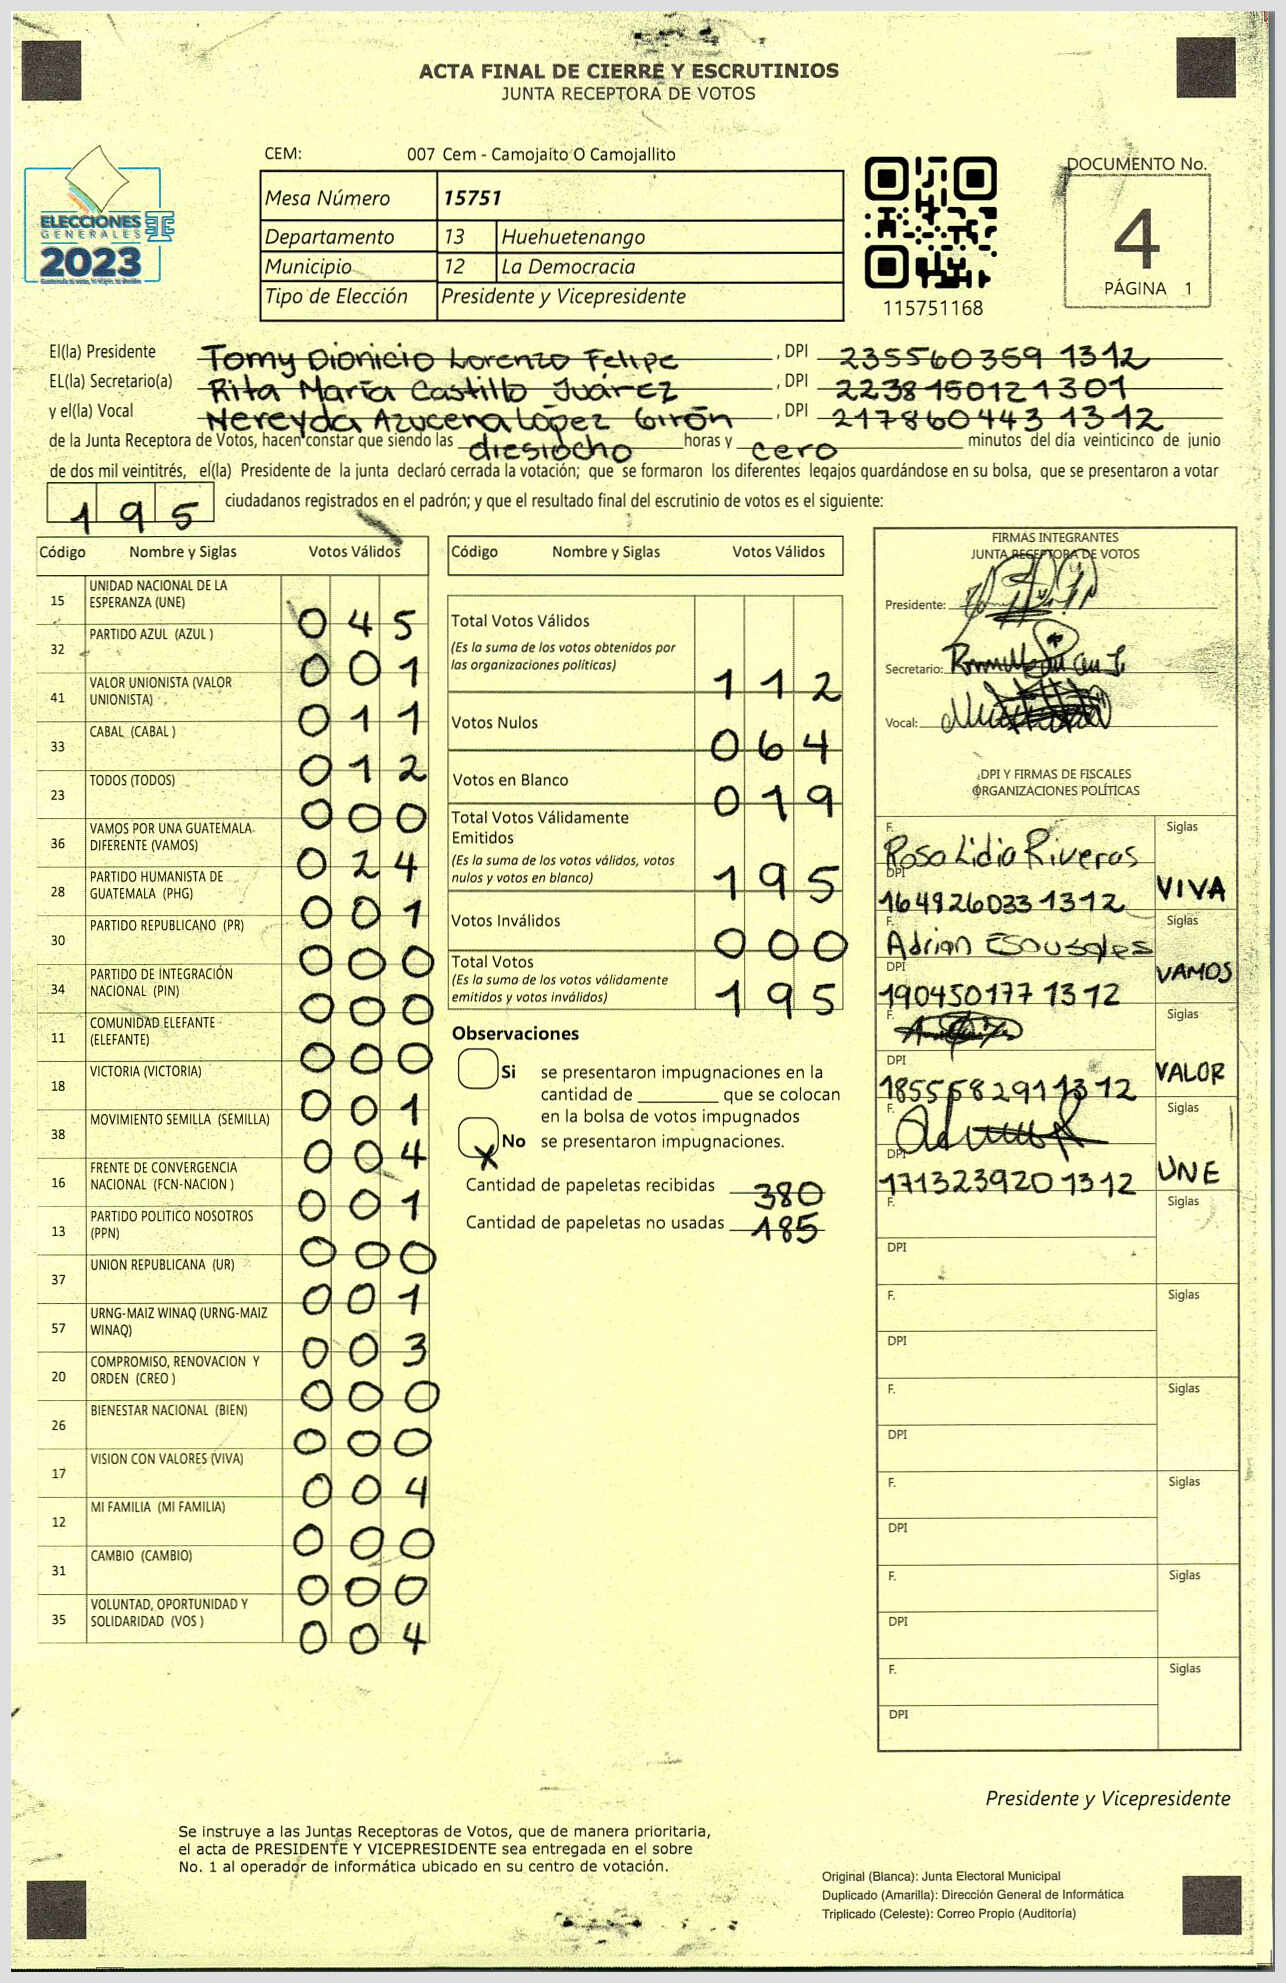 ACTA FINAL DE CIERRE Y ESCRUTINIOS
JUNTA RECEPTORA DE VOTOS
CEM: 007 Cem - Camojaito O Camojallito
Mesa Número 15751
Departamento 13 Huehuetenango
Municipio 12 La Democracia
Tipo de Elección Presidente y Vicepresidente
ELECCIONES
GENERALES
2023
115751168
DOCUMENTO No.
4
PÁGINA 1
El(la) Presidente Tomy Dionicio Lorenzo Felipe , DPI 235560359 1312
EL(la) Secretario(a) Rita María Castillo Juárez , DPI 223815012 1301
y el(la) Vocal Nereyda Azucena López Girón , DPI 217860443 1312
de la Junta Receptora de Votos, hacen constar que siendo las diesiocho horas y cero minutos del día veinticinco de junio
de dos mil veintitrés, el(la) Presidente de la junta declaró cerrada la votación; que se formaron los diferentes legajos quardándose en su bolsa, que se presentaron a votar
195 ciudadanos registrados en el padrón; y que el resultado final del escrutinio de votos es el siguiente:
Código Nombre y Siglas Votos Válidos
15 UNIDAD NACIONAL DE LA ESPERANZA (UNE) 045
32 PARTIDO AZUL (AZUL ) 001
41 VALOR UNIONISTA (VALOR UNIONISTA) 011
33 CABAL (CABAL ) 012
23 TODOS (TODOS) 000
36 VAMOS POR UNA GUATEMALA DIFERENTE (VAMOS) 024
28 PARTIDO HUMANISTA DE GUATEMALA (PHG) 001
30 PARTIDO REPUBLICANO (PR) 000
34 PARTIDO DE INTEGRACIÓN NACIONAL (PIN) 000
11 COMUNIDAD ELEFANTE (ELEFANTE) 000
18 VICTORIA (VICTORIA) 001
38 MOVIMIENTO SEMILLA (SEMILLA) 004
16 FRENTE DE CONVERGENCIA NACIONAL (FCN-NACION ) 001
13 PARTIDO POLITICO NOSOTROS (PPN) 000
37 UNION REPUBLICANA (UR) 001
57 URNG-MAIZ WINAQ (URNG-MAIZ WINAQ) 003
20 COMPROMISO, RENOVACION Y ORDEN (CREO ) 000
26 BIENESTAR NACIONAL (BIEN) 000
17 VISION CON VALORES (VIVA) 004
12 MI FAMILIA (MI FAMILIA) 000
31 CAMBIO (CAMBIO) 000
35 VOLUNTAD, OPORTUNIDAD Y SOLIDARIDAD (VOS ) 004
Código Nombre y Siglas Votos Válidos
Total Votos Válidos
(Es la suma de los votos obtenidos por
las organizaciones políticas) 112
Votos Nulos 064
Votos en Blanco 019
Total Votos Válidamente
Emitidos
(Es la suma de los votos válidos, votos
nulos y votos en blanco) 195
Votos Inválidos 000
Total Votos
(Es la suma de los votos válidamente
emitidos y votos inválidos) 195
Observaciones
Si se presentaron impugnaciones en la
cantidad de ________ que se colocan
en la bolsa de votos impugnados
X No se presentaron impugnaciones.
Cantidad de papeletas recibidas 380
Cantidad de papeletas no usadas 185
FIRMAS INTEGRANTES
JUNTA RECEPTORA DE VOTOS
Presidente:
Secretario:
Vocal:
DPI Y FIRMAS DE FISCALES
ORGANIZACIONES POLÍTICAS
F. Rosa Lidia Riveras Siglas
DPI 164926033 1312 VIVA
F. Adrian Siglas
DPI 190450177 1312 VAMOS
F. Siglas
DPI 185558291 1312 VALOR
F. Siglas
DPI 171323920 1312 UNE
F. Siglas
DPI
F. Siglas
DPI
F. Siglas
DPI
F. Siglas
DPI
F. Siglas
DPI
F. Siglas
DPI
Presidente y Vicepresidente
Se instruye a las Juntas Receptoras de Votos, que de manera prioritaria,
el acta de PRESIDENTE Y VICEPRESIDENTE sea entregada en el sobre
No. 1 al operador de informática ubicado en su centro de votación.
Original (Blanca): Junta Electoral Municipal
Duplicado (Amarilla): Dirección General de Informática
Triplicado (Celeste): Correo Propio (Auditoría)